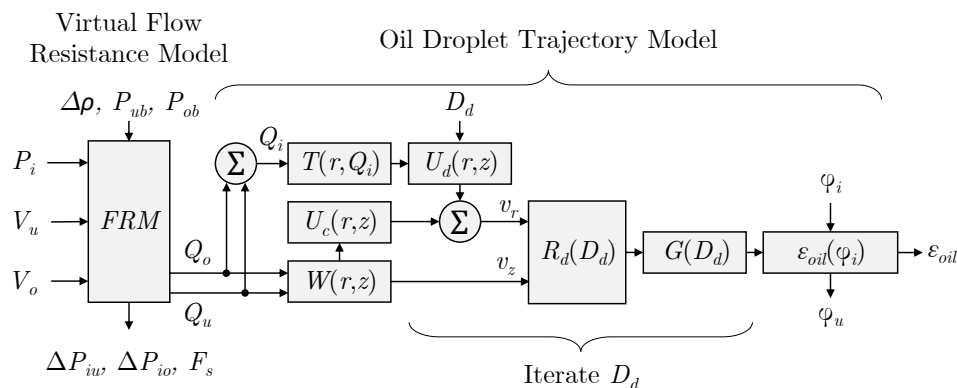 Virtual Flow
Resistance Model
Oil Droplet Trajectory Model
Δρ, P_ub, P_ob
D_d
P_i
Q_i
Σ
T(r,Q_i)
U_d(r,z)
φ_i
V_u
FRM
U_c(r,z)
Σ
v_r
Q_o
R_d(D_d)
G(D_d)
ε_oil(φ_i)
ε_oil
V_o
W(r,z)
v_z
Q_u
φ_u
ΔP_iu, ΔP_io, F_s
Iterate D_d